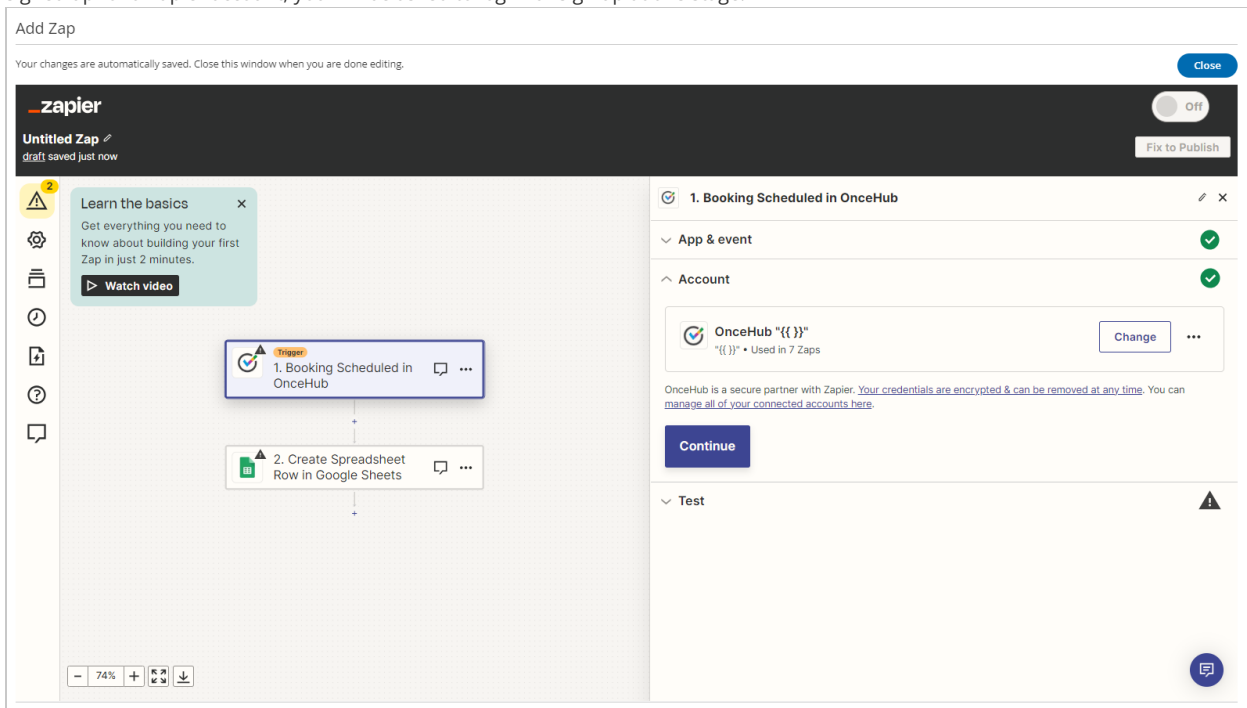 Add Zap
Your changes are automatically saved. Close this window when you are done editing.
Close
_zapier
Off
Untitled Zap
draft saved just now
Fix to Publish
2
Learn the basics
Get everything you need to
know about building your first
Zap in just 2 minutes.
Watch video
Trigger
1. Booking Scheduled in
OnceHub
2. Create Spreadsheet
Row in Google Sheets
74%
1. Booking Scheduled in OnceHub
App & event
Account
OnceHub "{{ }}"
"{{ }}" • Used in 7 Zaps
Change
OnceHub is a secure partner with Zapier. Your credentials are encrypted & can be removed at any time. You can
manage all of your connected accounts here.
Continue
Test